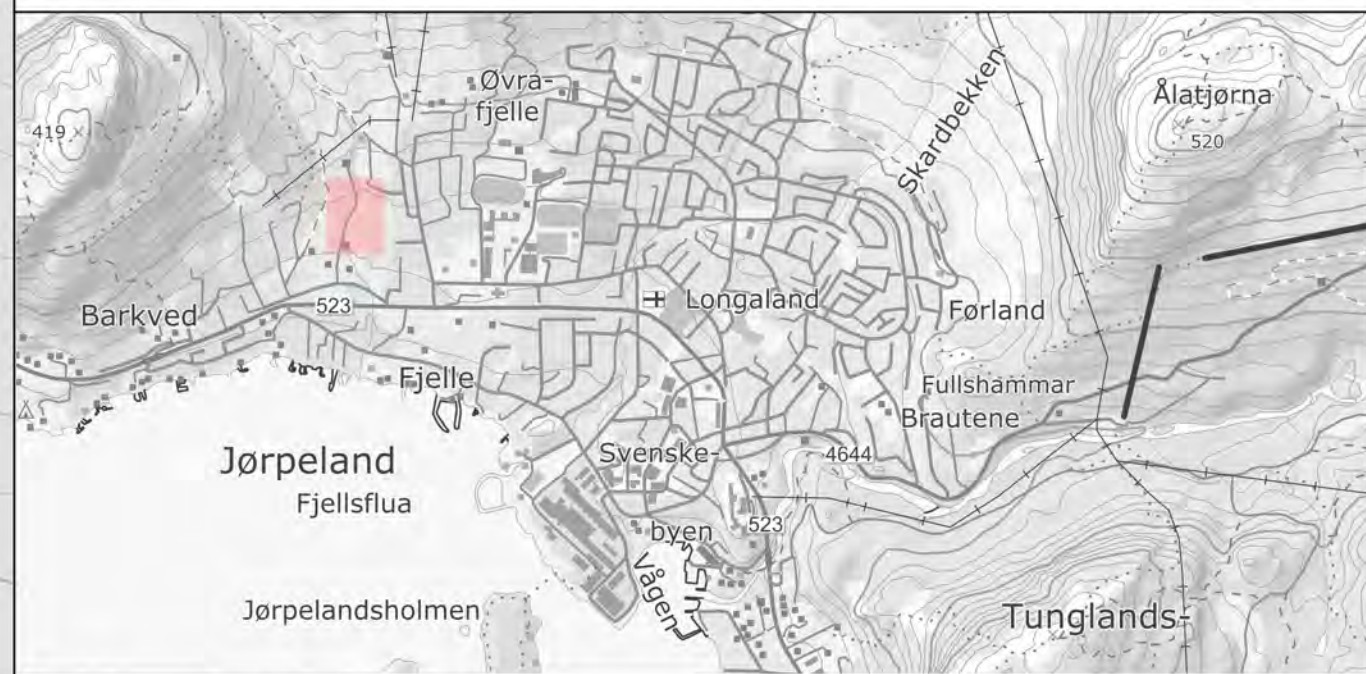 Øvra-
fjelle
Skardbekken
Ålatjørna
520
419
Barkved
523
Longaland
Førland
Fjelle
Fullshammar
Brautene
Jørpeland
Fjellsflua
Svenske-
byen
4644
523
Vågen
Jørpelandsholmen
Tunglands-